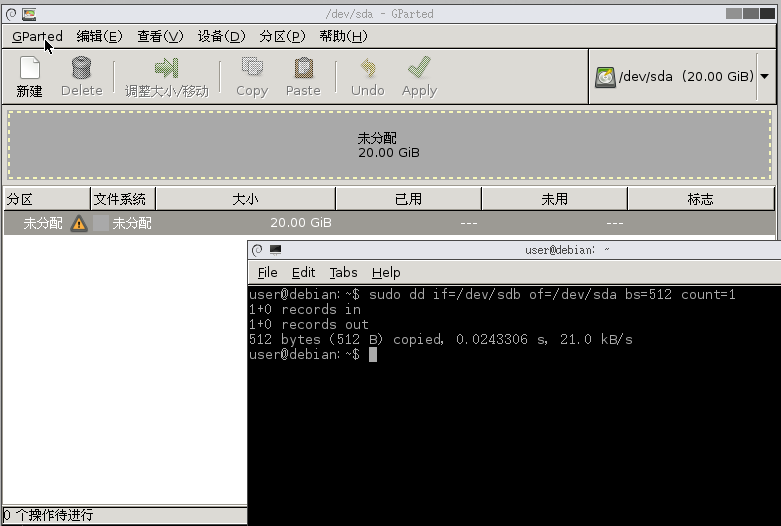 /dev/sda - GParted
GParted 编辑(E) 查看(V) 设备(D) 分区(P) 帮助(H)
新建 Delete 调整大小/移动 Copy Paste Undo Apply /dev/sda (20.00 GiB)
未分配
20.00 GiB
分区 文件系统 大小 已用 未用 标志
未分配 未分配 20.00 GiB --- ---
user@debian: ~
File Edit Tabs Help
user@debian:~$ sudo dd if=/dev/sdb of=/dev/sda bs=512 count=1
1+0 records in
1+0 records out
512 bytes (512 B) copied, 0.0243306 s, 21.0 kB/s
user@debian:~$
0 个操作待进行